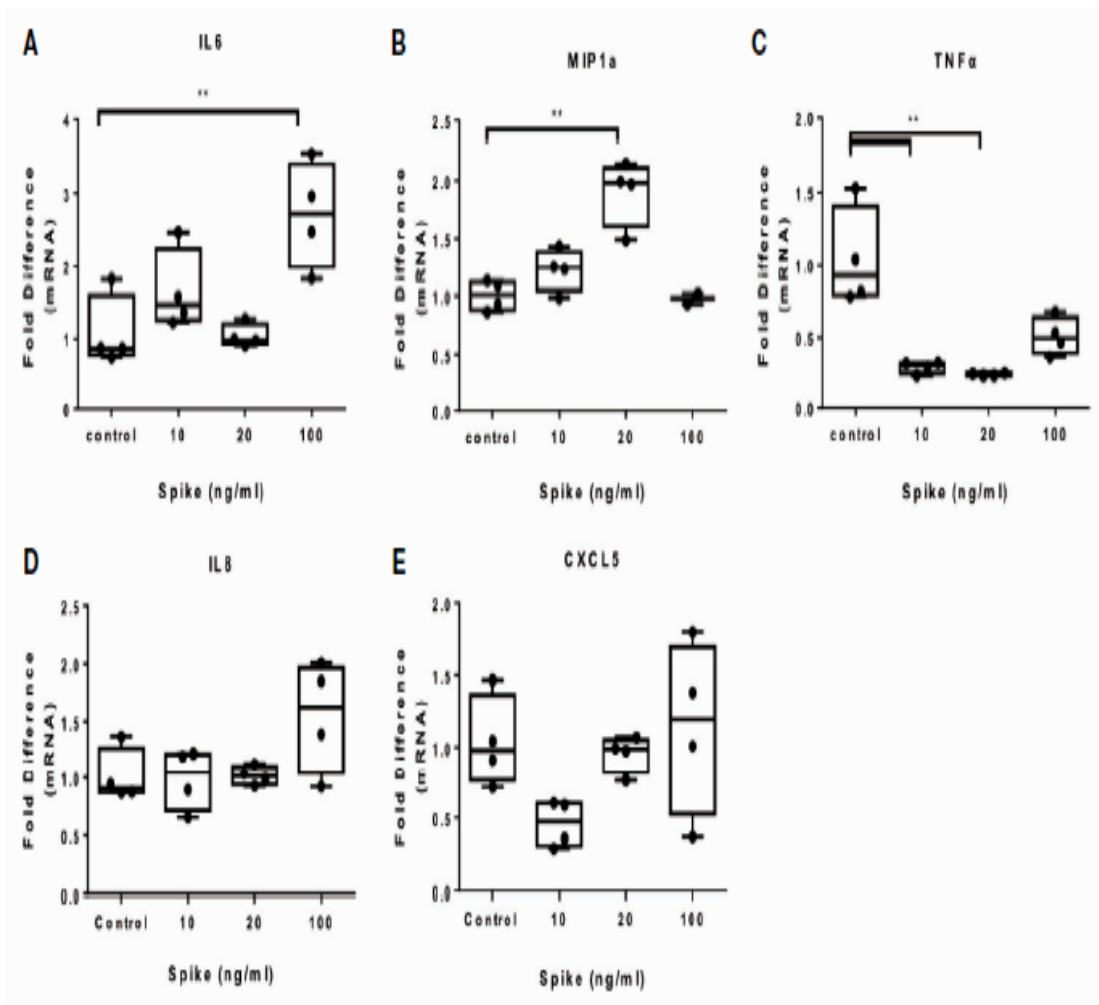 A
IL6
**
Fold Difference
(mRNA)
4
3
2
1
0
control 10 20 100
Spike (ng/ml)
B
MIP1a
**
Fold Difference
(mRNA)
2.5
2.0
1.5
1.0
0.5
0.0
control 10 20 100
Spike (ng/ml)
C
TNFα
**
Fold Difference
(mRNA)
2.0
1.5
1.0
0.5
0.0
control 10 20 100
Spike (ng/ml)
D
IL8
Fold Difference
(mRNA)
2.5
2.0
1.5
1.0
0.5
0.0
Control 10 20 100
Spike (ng/ml)
E
CXCL5
Fold Difference
(mRNA)
2.0
1.5
1.0
0.5
0.0
Control 10 20 100
Spike (ng/ml)